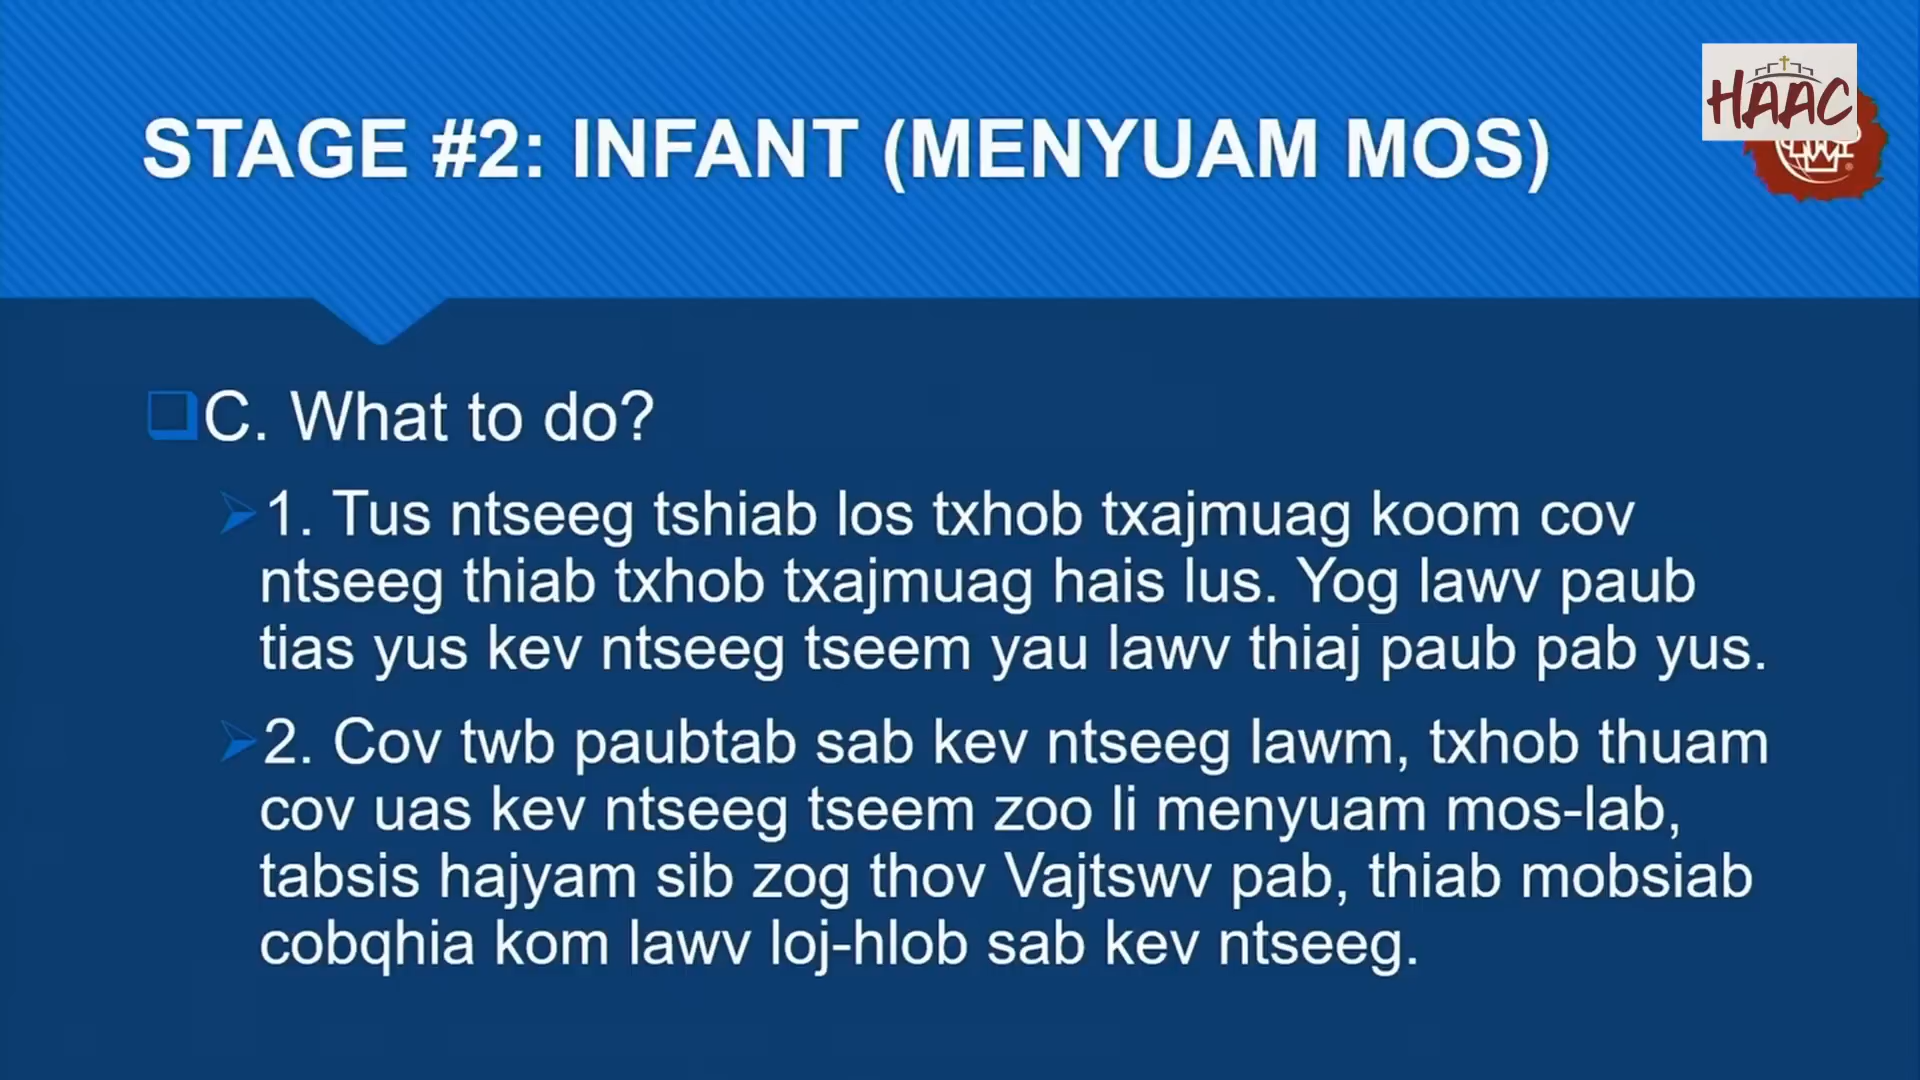 HAAC
STAGE #2: INFANT (MENYUAM MOS)
C. What to do?
1. Tus ntseeg tshiab los txhob txajmuag koom cov
ntseeg thiab txhob txajmuag hais lus. Yog lawv paub
tias yus kev ntseeg tseem yau lawv thiaj paub pab yus.
2. Cov twb paubtab sab kev ntseeg lawm, txhob thuam
cov uas kev ntseeg tseem zoo li menyuam mos-lab,
tabsis hajyam sib zog thov Vajtswv pab, thiab mobsiab
cobqhia kom lawv loj-hlob sab kev ntseeg.